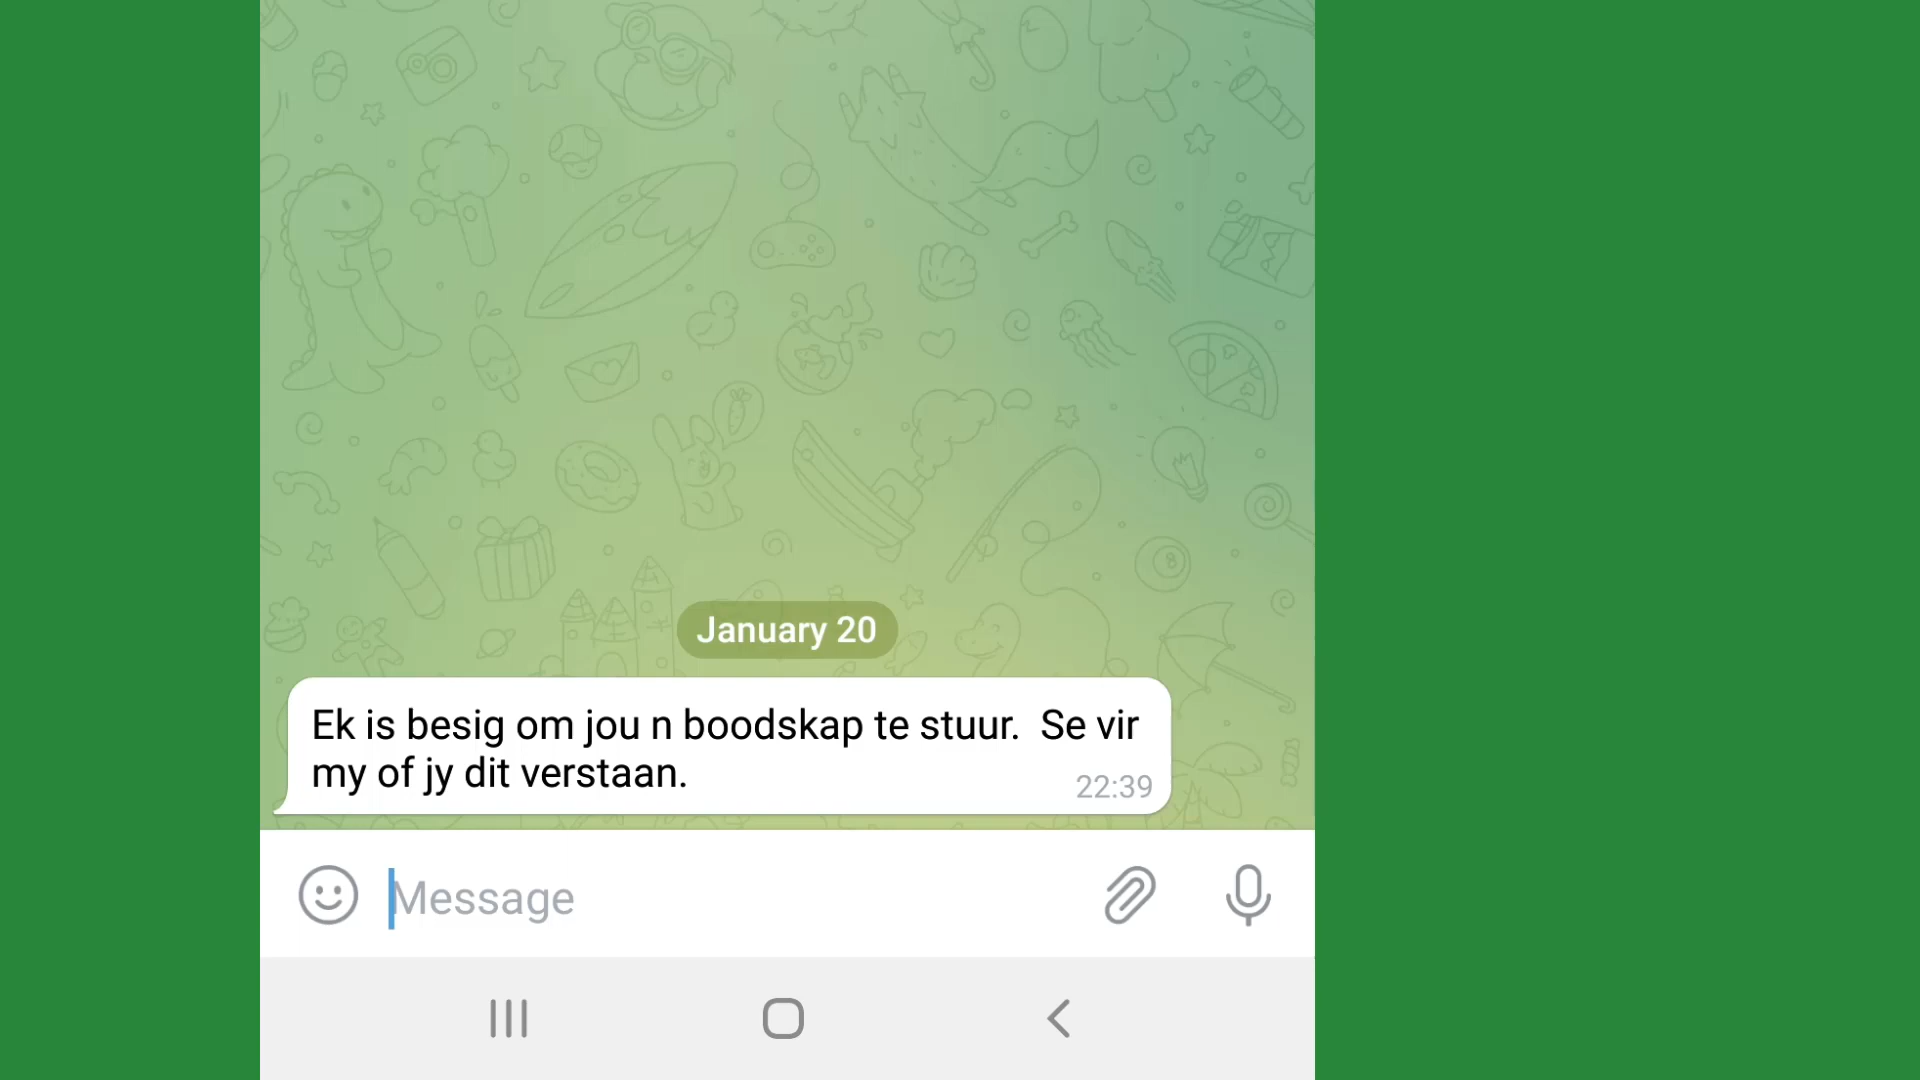 January 20
Ek is besig om jou n boodskap te stuur.  Se vir
my of jy dit verstaan.
22:39
Message